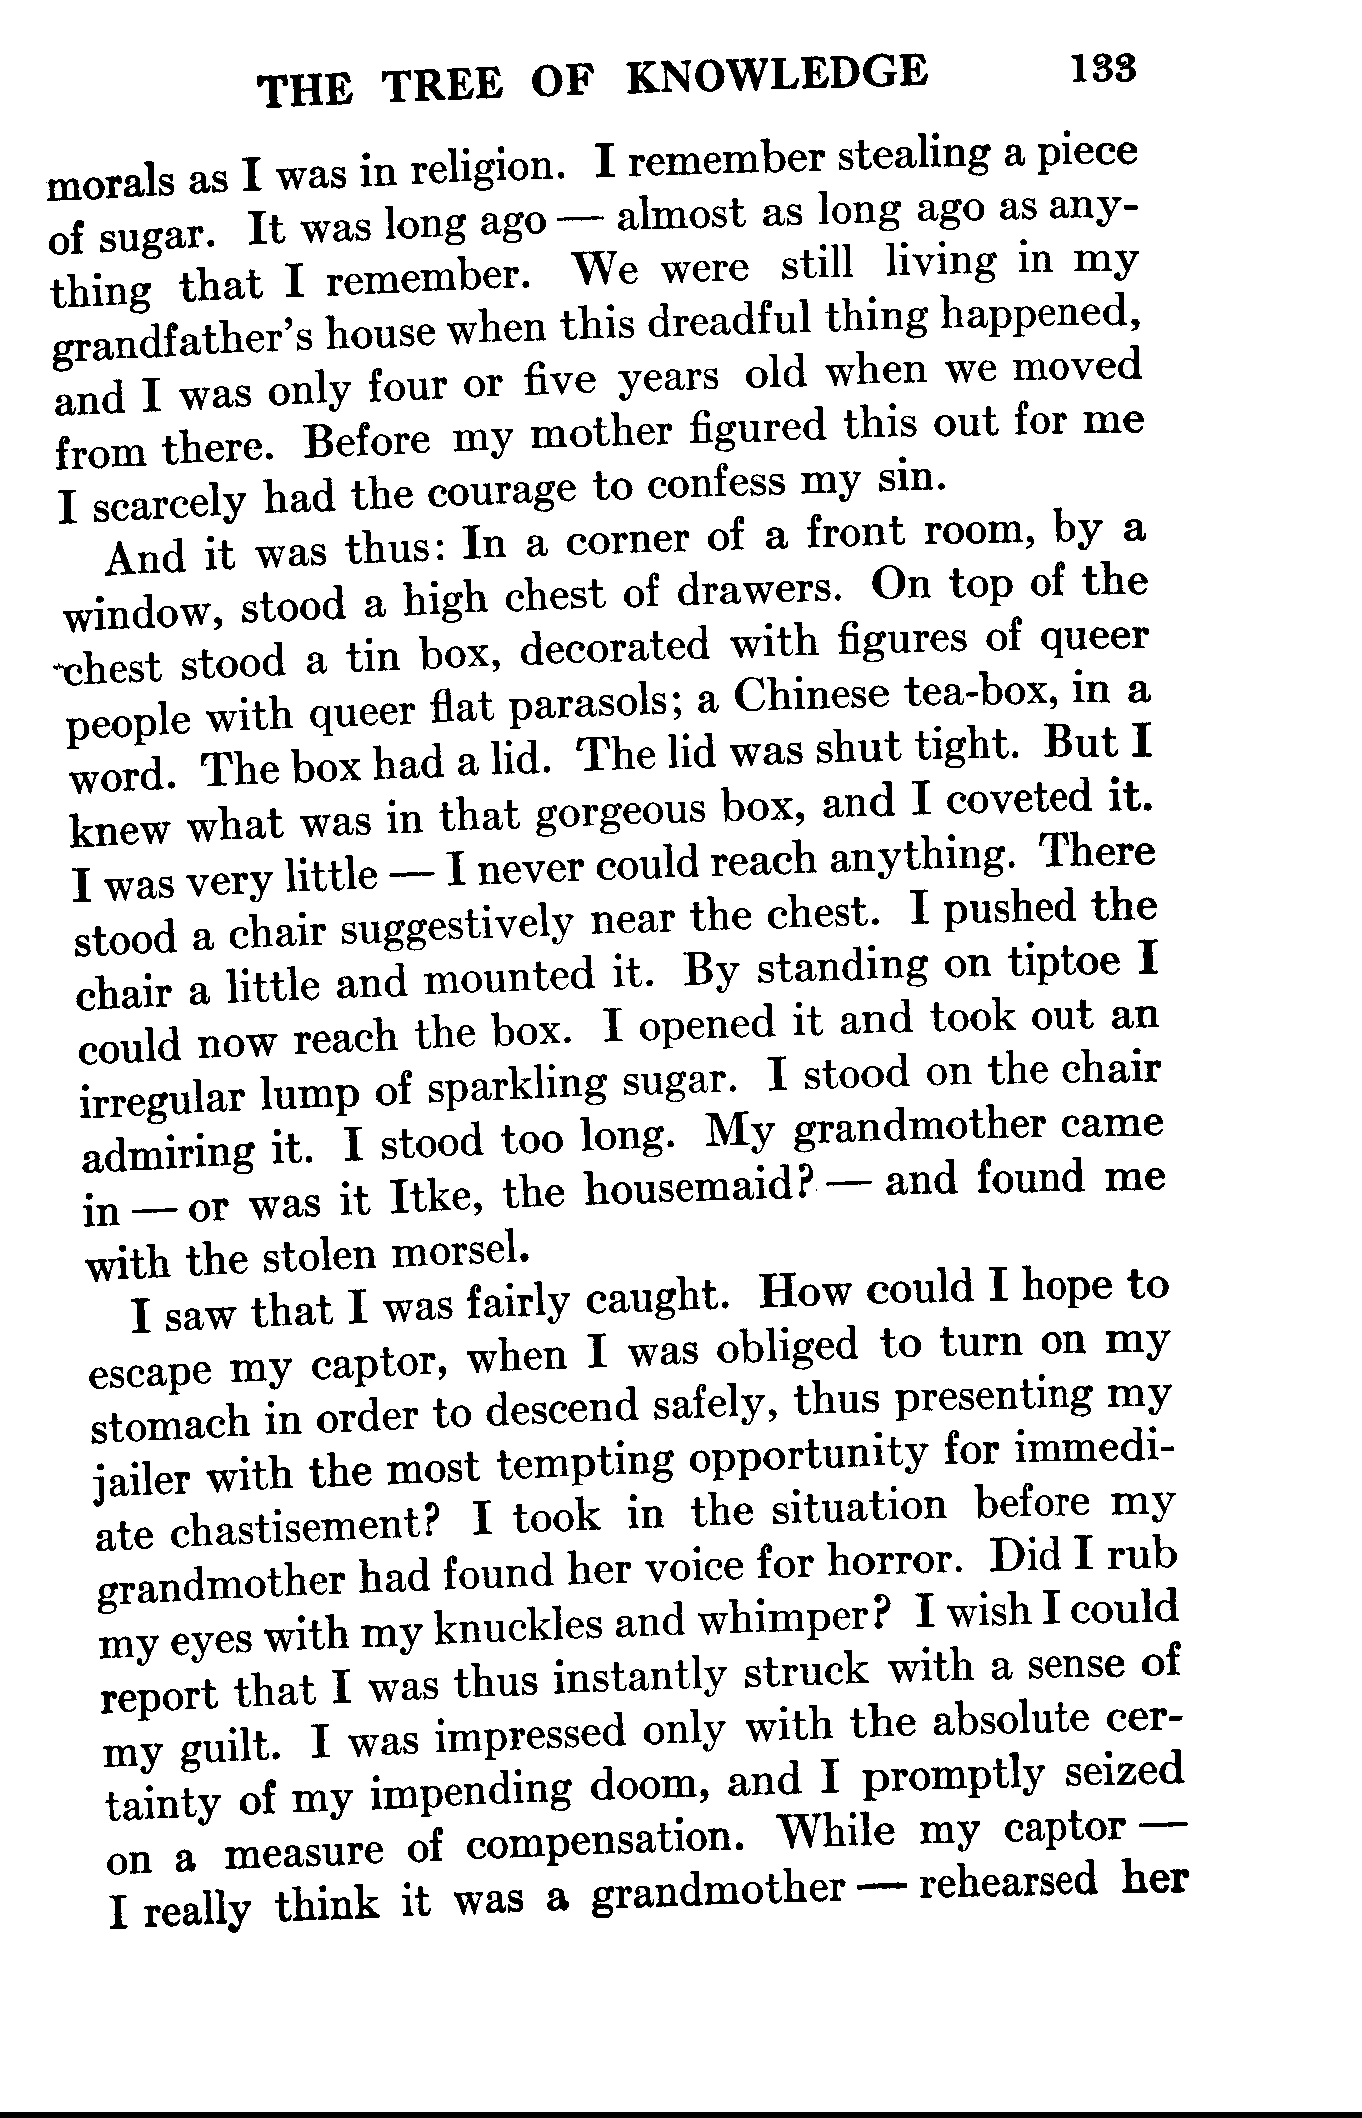 THE TREE OF KNOWLEDGE 133
morals as I was in religion. I remember stealing a piece
of sugar. It was long ago — almost as long ago as any-
thing that I remember. We were still living in my
grandfather's house when this dreadful thing happened,
and I was only four or five years old when we moved
from there. Before my mother figured this out for me
I scarcely had the courage to confess my sin.
And it was thus: In a corner of a front room, by a
window, stood a high chest of drawers. On top of the
chest stood a tin box, decorated with figures of queer
people with queer flat parasols; a Chinese tea-box, in a
word. The box had a lid. The lid was shut tight. But I
knew what was in that gorgeous box, and I coveted it.
I was very little — I never could reach anything. There
stood a chair suggestively near the chest. I pushed the
chair a little and mounted it. By standing on tiptoe I
could now reach the box. I opened it and took out an
irregular lump of sparkling sugar. I stood on the chair
admiring it. I stood too long. My grandmother came
in — or was it Itke, the housemaid? — and found me
with the stolen morsel.
I saw that I was fairly caught. How could I hope to
escape my captor, when I was obliged to turn on my
stomach in order to descend safely, thus presenting my
jailer with the most tempting opportunity for immedi-
ate chastisement? I took in the situation before my
grandmother had found her voice for horror. Did I rub
my eyes with my knuckles and whimper? I wish I could
report that I was thus instantly struck with a sense of
my guilt. I was impressed only with the absolute cer-
tainty of my impending doom, and I promptly seized
on a measure of compensation. While my captor —
I really think it was a grandmother — rehearsed her